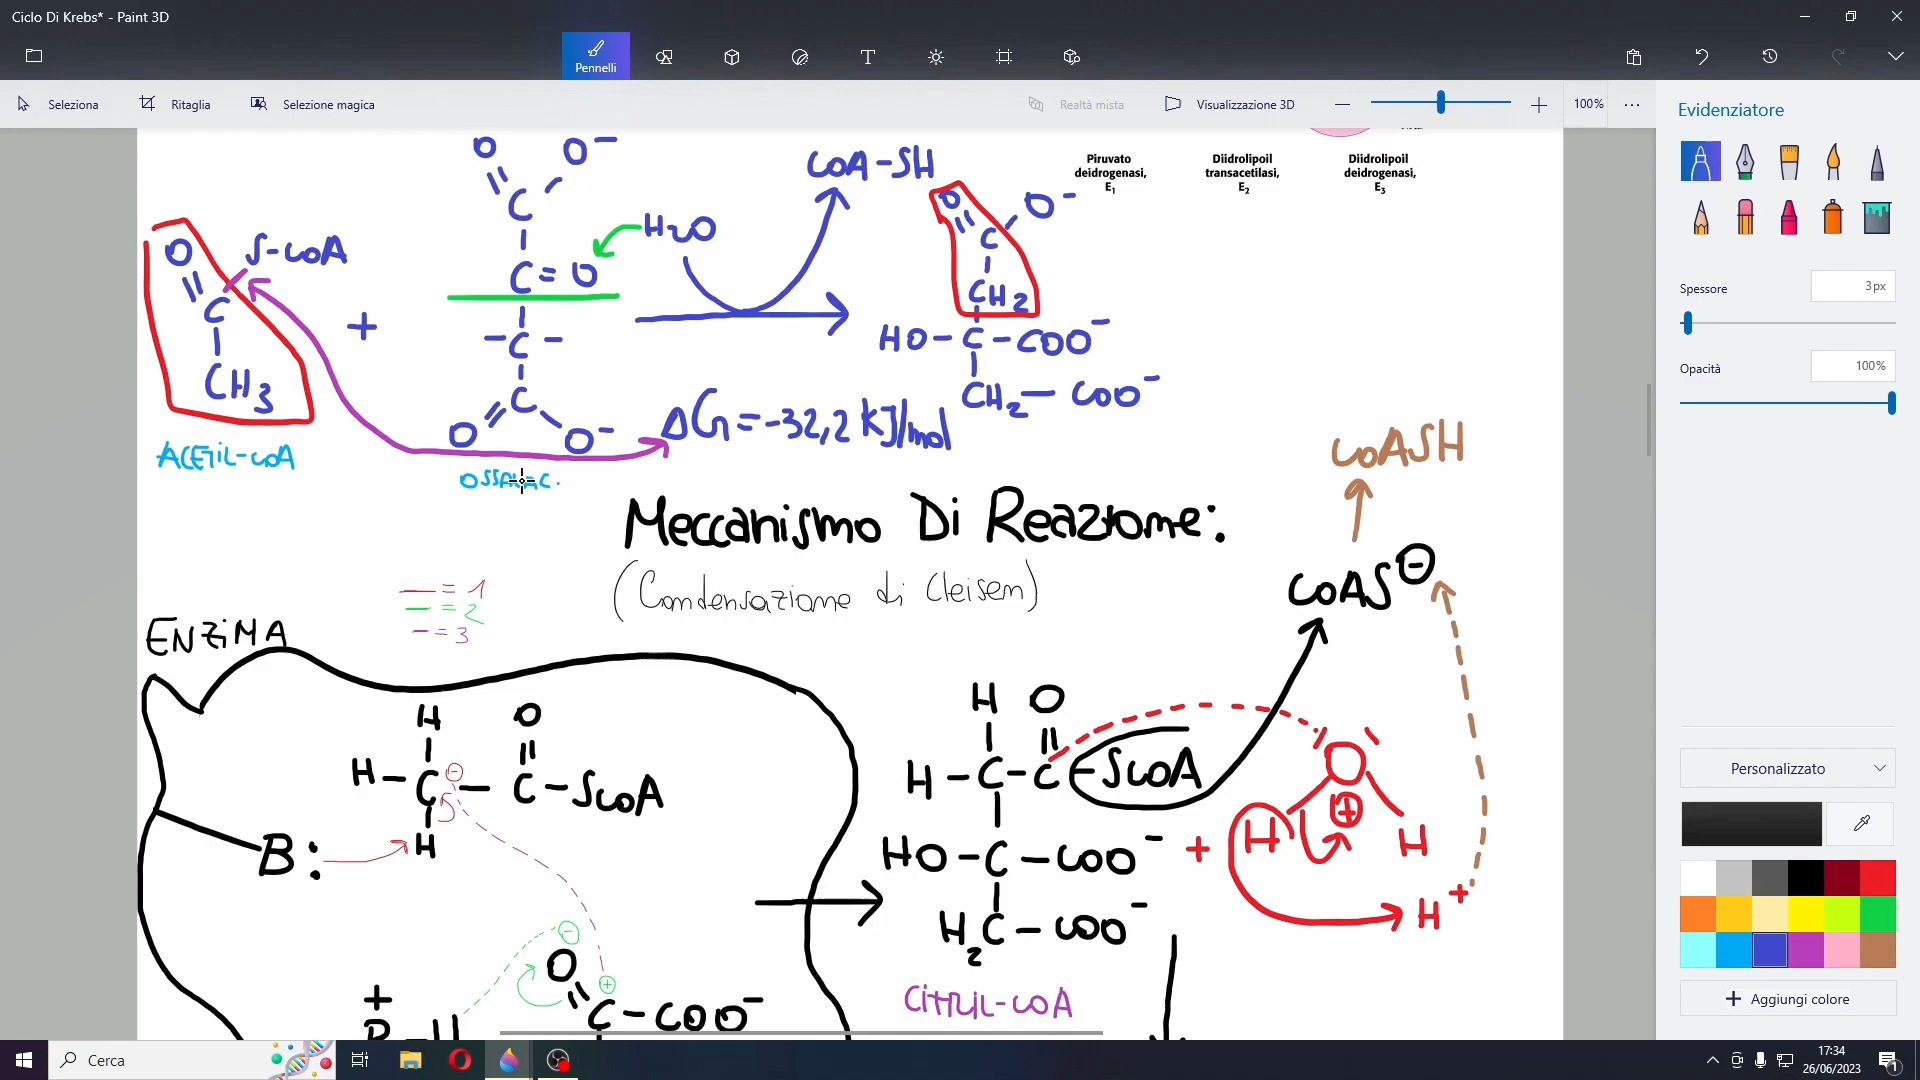 Ciclo Di Krebs* - Paint 3D
Pennelli
Seleziona
Ritaglia
Selezione magica
Realtà mista
Visualizzazione 3D
100%
Evidenziatore
Spessore
3px
Opacità
100%
Personalizzato
Aggiungi colore
Piruvato
deidrogenasi,
E1
Diidrolipoil
transacetilasi,
E2
Diidrolipoil
deidrogenasi,
E3
O O−
C
C=O
-C-
C
O O−
O
S-CoA
C
CH3
+
H2O
CoA-SH
O
O−
C
CH2
HO-C-COO−
CH2-COO−
ΔG=-32,2 KJ/mol
ACETIL-CoA
Meccanismo Di Reazione:
(Condensazione di Cleisen)
= 1
= 2
= 3
ENZIMA
CoASH
CoAS⊖
H O
H-C⊖-C-SCoA
H
B:
H O
H-C-C-SCoA
HO-C-COO−
H2C-COO−
+
O
⊕
H H
H+
CITRIL-CoA
⊖
O
⊕
C-COO−
+
Cerca
17:34
26/06/2023
1